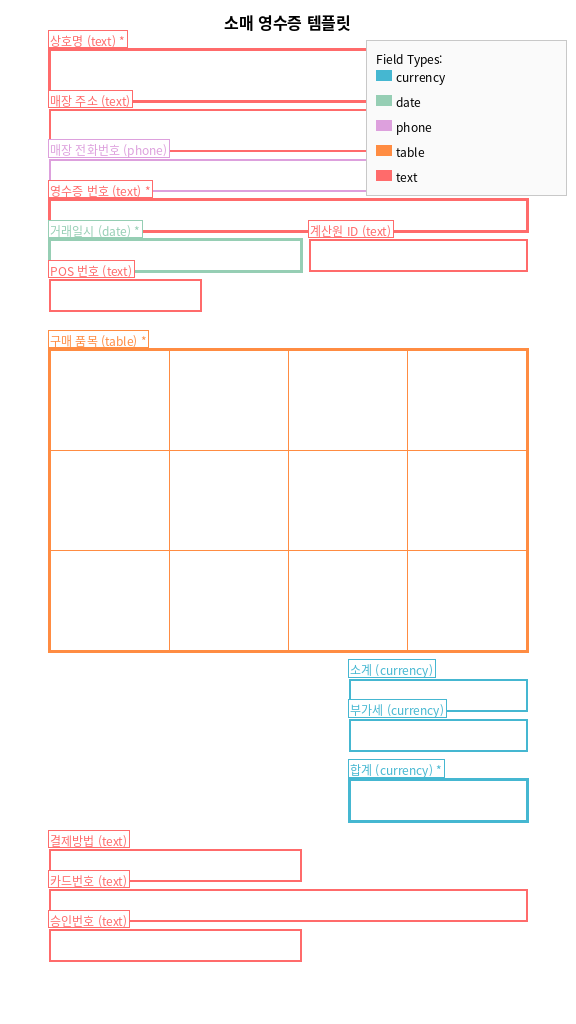 소매 영수증 템플릿
상호명 (text) *
Field Types:
currency
date
phone
table
text
매장 주소 (text)
매장 전화번호 (phone)
영수증 번호 (text) *
거래일시 (date) *
계산원 ID (text)
POS 번호 (text)
구매 품목 (table) *
소계 (currency)
부가세 (currency)
합계 (currency) *
결제방법 (text)
카드번호 (text)
승인번호 (text)